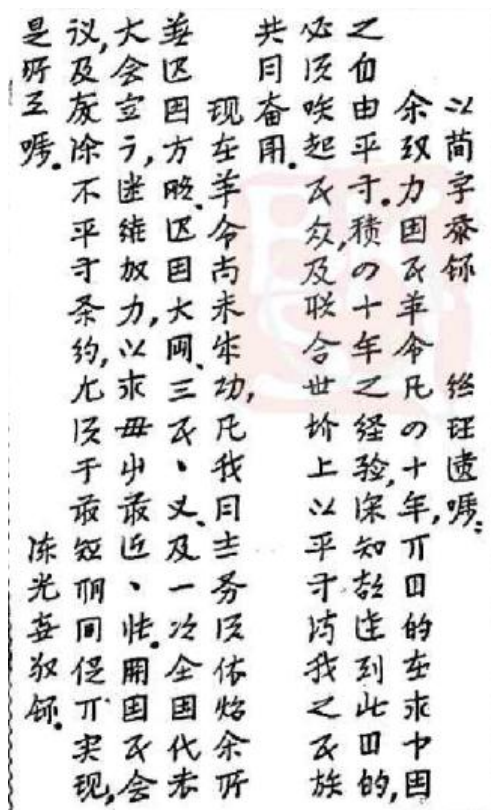 以简字恭录 总理遗嘱:
余致力国民革命凡の十年,丌目的在求中国
之自由平等.积の十年之经验,深知欲达到此目的,
必须唤起民众,及联合世界上以平等待我之民族
共同奋斗.
现在革命尚未成功,凡我同志务须依照余所
著建国方略、建国大纲、三民丶义、及一次全国代表
大会宣言,继续努力,以求贯彻最近丶张.开国民会
议,及废除不平等条约,尤须于最短期间促丌实现,
是所至嘱.
陈光尧敬录.